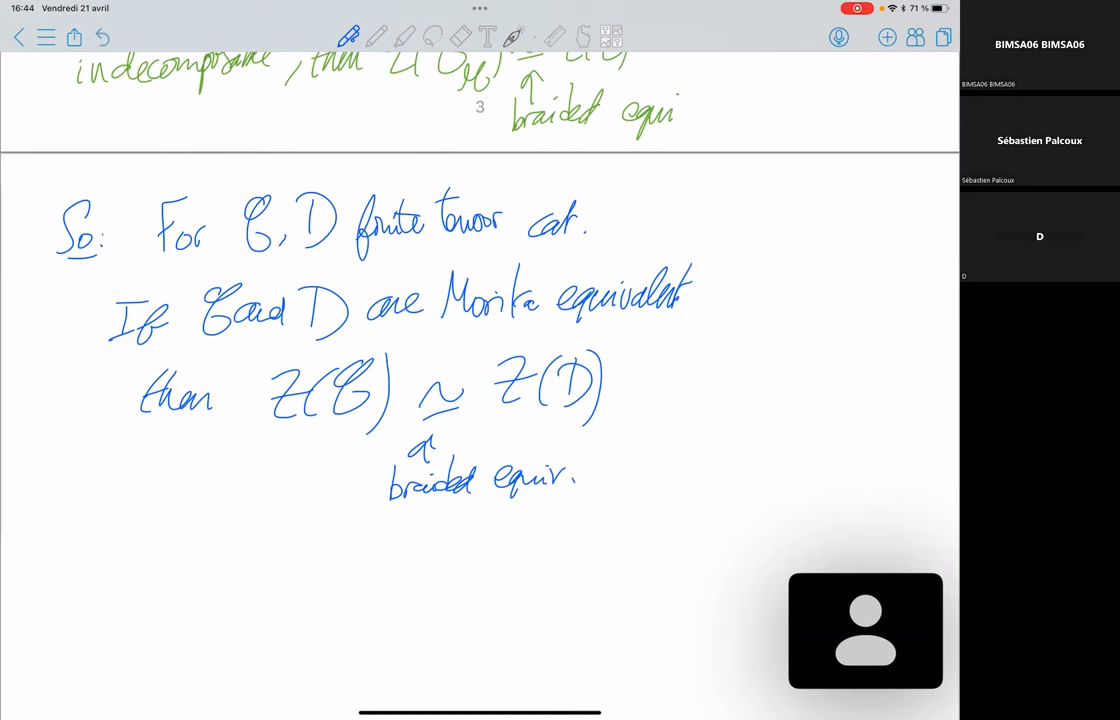 16:44 Vendredi 21 avril
71 %
indecomposable, then
3
braided equi
So: For C, D finite tensor cat.
If C and D are Morita equivalent
then Z(C) ≃ Z(D)
braided equiv.
BIMSA06 BIMSA06
BIMSA06 BIMSA06
Sébastien Palcoux
Sébastien Palcoux
D
D